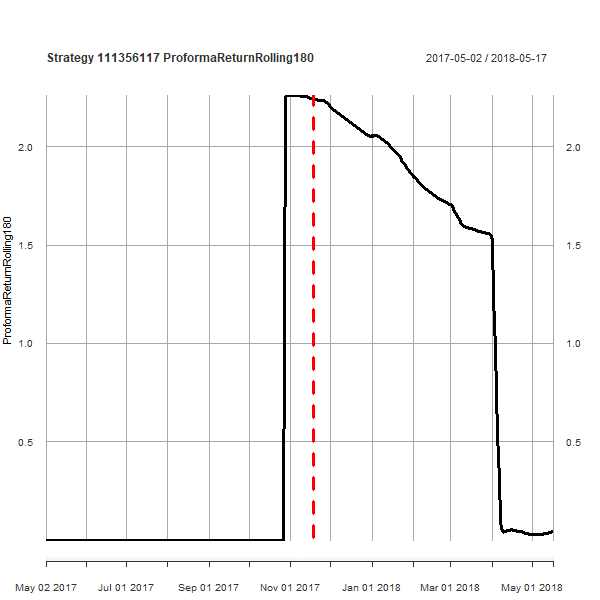 Strategy 111356117 ProformaReturnRolling180 2017-05-02 / 2018-05-17
2.0 2.0
1.5 1.5
1.0 1.0
0.5 0.5
ProformaReturnRolling180
May 02 2017 Jul 01 2017 Sep 01 2017 Nov 01 2017 Jan 01 2018 Mar 01 2018 May 01 2018